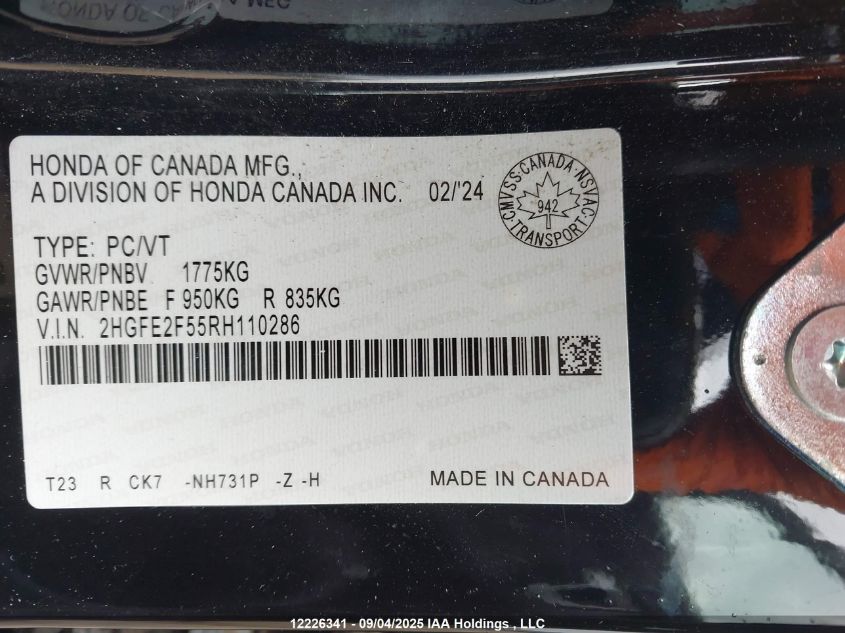 HONDA OF CANADA MFG.,
A DIVISION OF HONDA CANADA INC. 02/'24
CMVSS·CANADA·NSVAC·TRANSPORT·
942
TYPE: PC/VT
GVWR/PNBV 1775KG
GAWR/PNBE F 950KG R 835KG
V.I.N. 2HGFE2F55RH110286
T23 R CK7 -NH731P -Z -H
MADE IN CANADA
12226341 - 09/04/2025 IAA Holdings , LLC